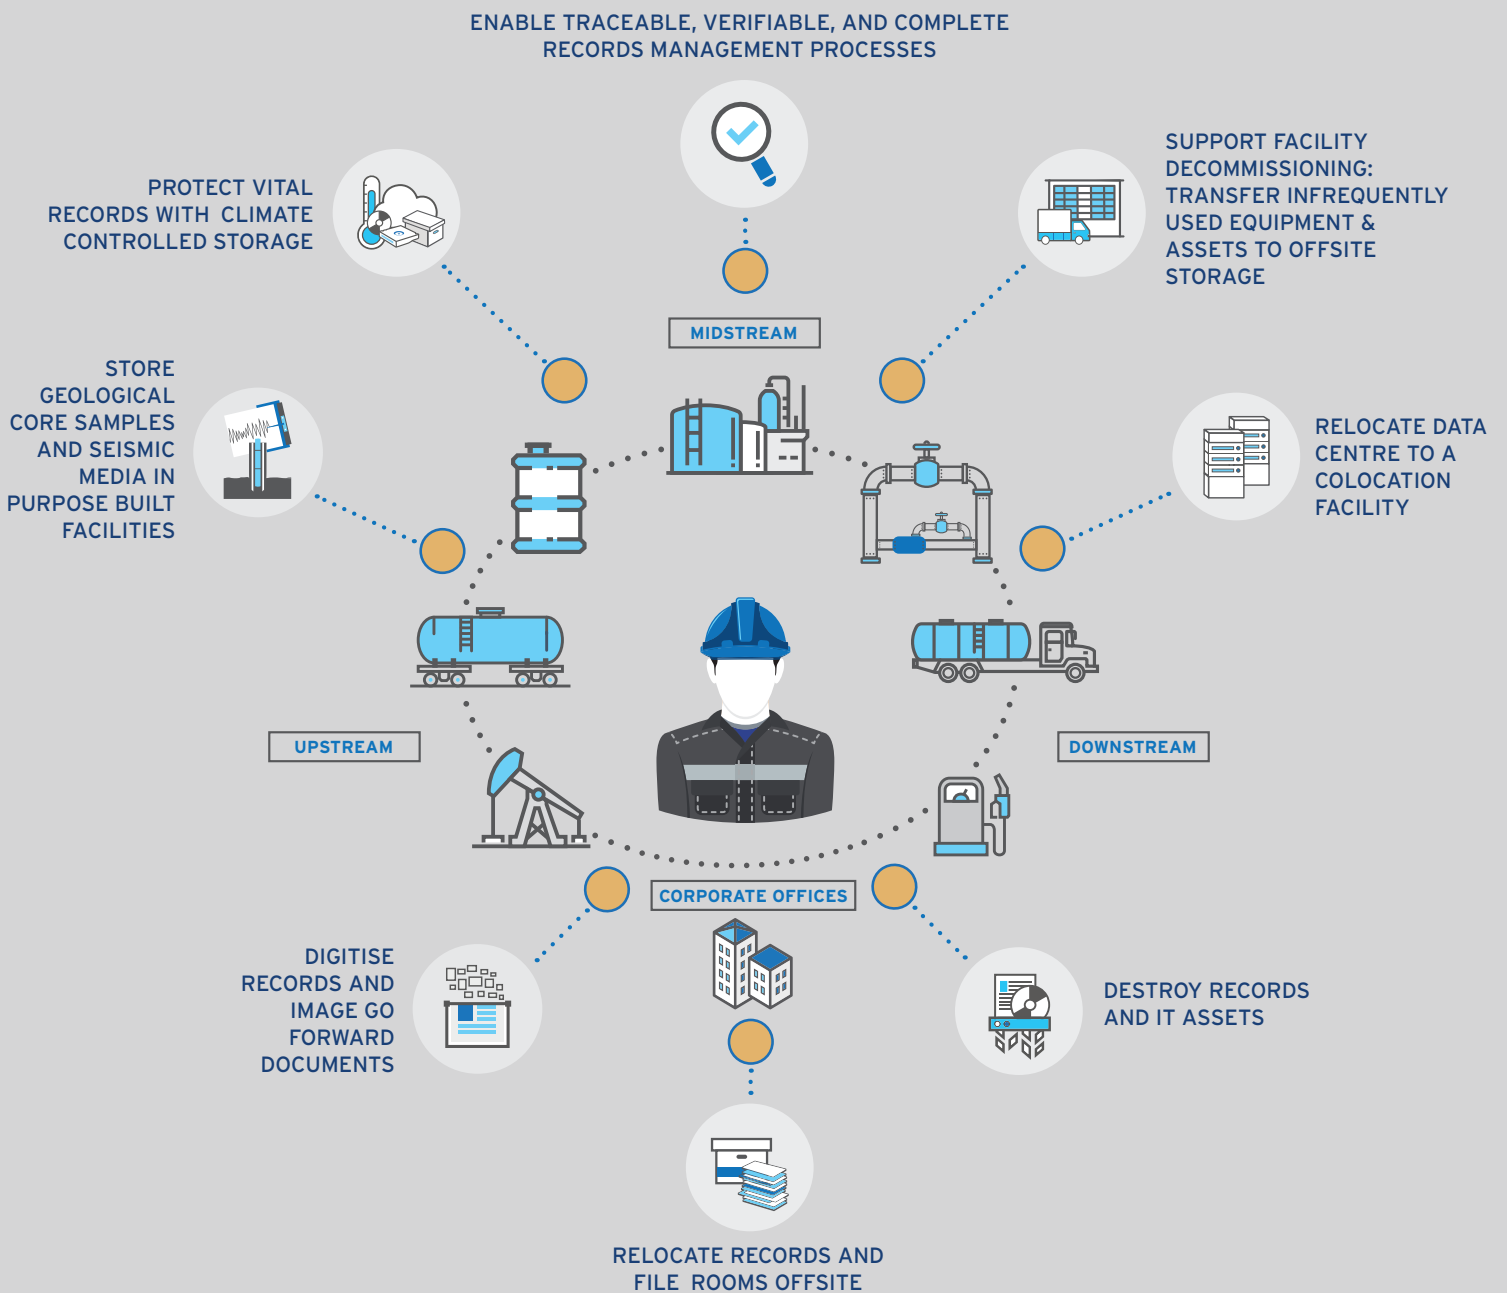 ENABLE TRACEABLE, VERIFIABLE, AND COMPLETE
RECORDS MANAGEMENT PROCESSES
PROTECT VITAL
RECORDS WITH CLIMATE
CONTROLLED STORAGE
SUPPORT FACILITY
DECOMMISSIONING:
TRANSFER INFREQUENTLY
USED EQUIPMENT &
ASSETS TO OFFSITE
STORAGE
MIDSTREAM
STORE
GEOLOGICAL
CORE SAMPLES
AND SEISMIC
MEDIA IN
PURPOSE BUILT
FACILITIES
RELOCATE DATA
CENTRE TO A
COLOCATION
FACILITY
UPSTREAM
DOWNSTREAM
CORPORATE OFFICES
DIGITISE
RECORDS AND
IMAGE GO
FORWARD
DOCUMENTS
DESTROY RECORDS
AND IT ASSETS
RELOCATE RECORDS AND
FILE ROOMS OFFSITE